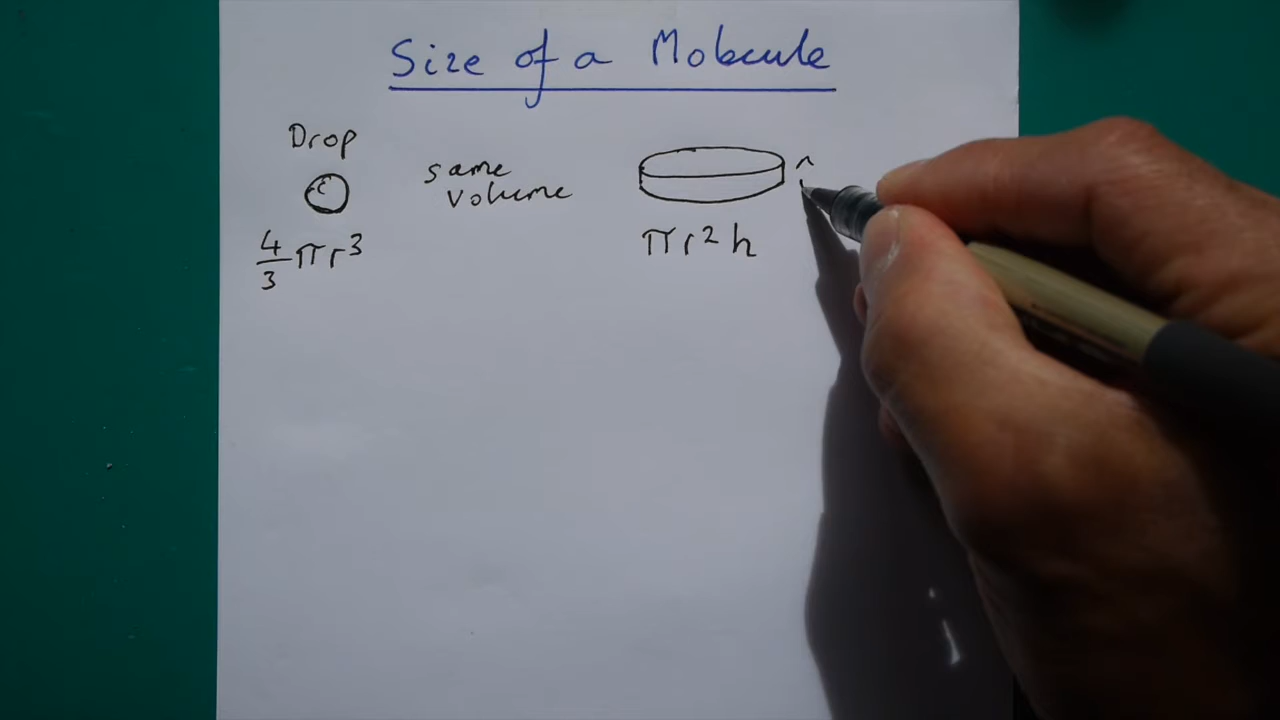 Size of a Molecule
Drop
same
volume
4/3 πr³
πr²h